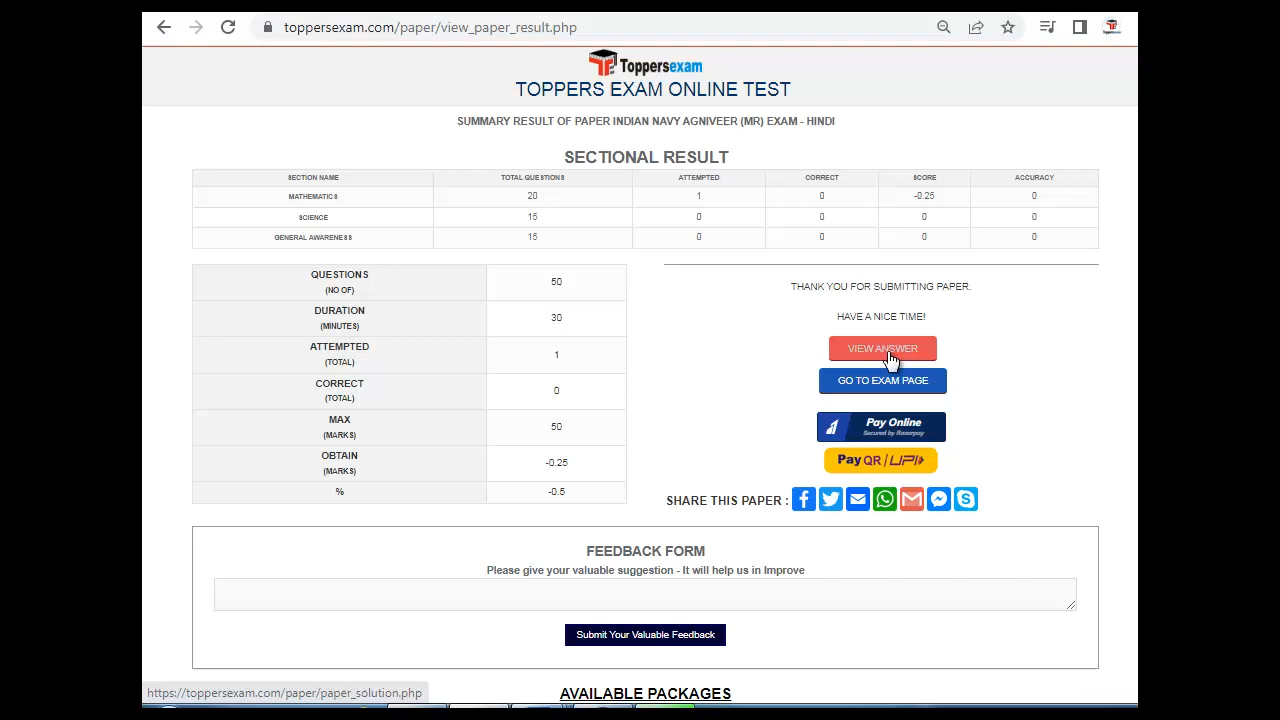 toppersexam.com/paper/view_paper_result.php
Toppersexam
TOPPERS EXAM ONLINE TEST
SUMMARY RESULT OF PAPER INDIAN NAVY AGNIVEER (MR) EXAM - HINDI
SECTIONAL RESULT
SECTION NAME TOTAL QUESTIONS ATTEMPTED CORRECT SCORE ACCURACY
MATHEMATICS 20 1 0 -0.25 0
SCIENCE 15 0 0 0 0
GENERAL AWARENESS 15 0 0 0 0
QUESTIONS
(NO OF)
50
DURATION
(MINUTES)
30
ATTEMPTED
(TOTAL)
1
CORRECT
(TOTAL)
0
MAX
(MARKS)
50
OBTAIN
(MARKS)
-0.25
% -0.5
THANK YOU FOR SUBMITTING PAPER.
HAVE A NICE TIME!
VIEW ANSWER
GO TO EXAM PAGE
Pay Online
Secured by Razorpay
Pay QR / UPI
SHARE THIS PAPER :
FEEDBACK FORM
Please give your valuable suggestion - It will help us in Improve
Submit Your Valuable Feedback
https://toppersexam.com/paper/paper_solution.php
AVAILABLE PACKAGES